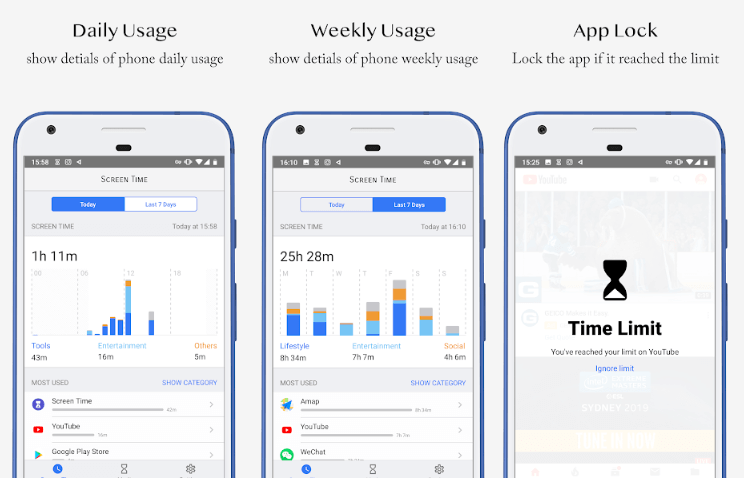 Daily Usage
show detials of phone daily usage
15:58
SCREEN TIME
Today
Last 7 Days
SCREEN TIME
Today at 15:58
1h 11m
00
06
12
18
Tools
Entertainment
Others
43m
16m
5m
MOST USED
SHOW CATEGORY
Screen Time
42m
YouTube
16m
Google Play Store
Weekly Usage
show detials of phone weekly usage
16:10
SCREEN TIME
Today
Last 7 Days
SCREEN TIME
Today at 16:10
25h 28m
M T W T F S S
Lifestyle
Entertainment
Social
8h 34m
7h 7m
4h 6m
MOST USED
SHOW CATEGORY
Amap
8h 34m
YouTube
7h 7m
WeChat
App Lock
Lock the app if it reached the limit
15:25
YouTube
Time Limit
You've reached your limit on YouTube
Ignore limit
SYDNEY 2019